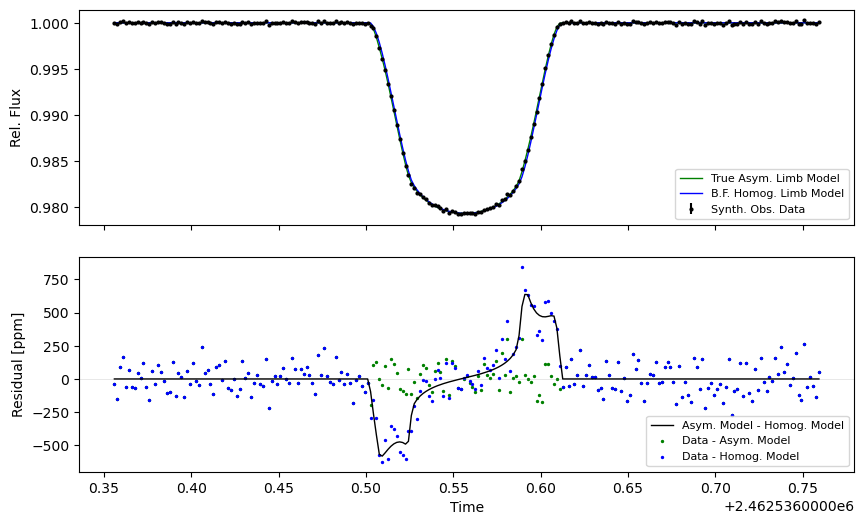 1.000
0.995
0.990
0.985
0.980
Rel. Flux
True Asym. Limb Model
B.F. Homog. Limb Model
Synth. Obs. Data
750
500
250
0
−250
−500
Residual [ppm]
Asym. Model - Homog. Model
Data - Asym. Model
Data - Homog. Model
0.35 0.40 0.45 0.50 0.55 0.60 0.65 0.70 0.75
Time
+2.4625360000e6